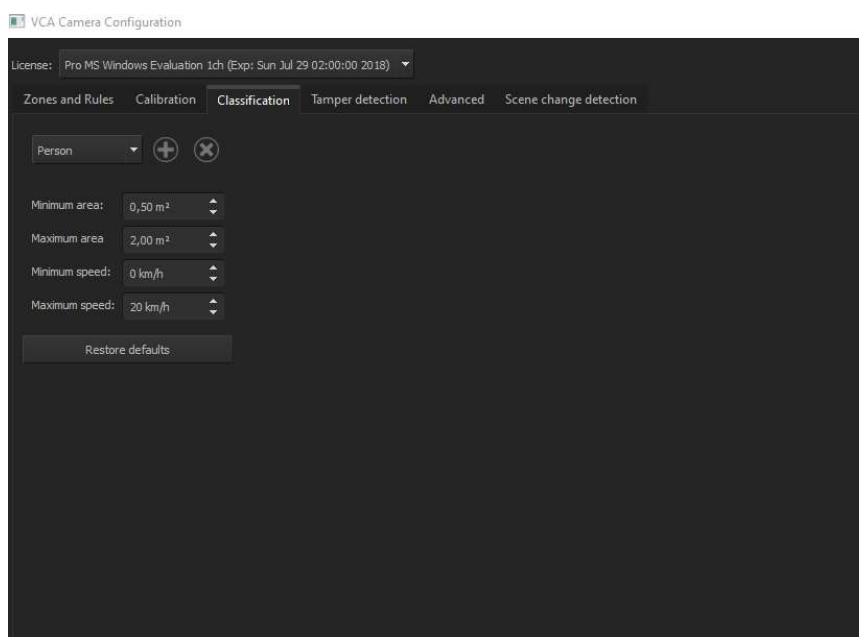 VCA Camera Configuration
License: Pro MS Windows Evaluation 1ch (Exp: Sun Jul 29 02:00:00 2018)
Zones and Rules Calibration Classification Tamper detection Advanced Scene change detection
Person
Minimum area: 0,50 m²
Maximum area 2,00 m²
Minimum speed: 0 km/h
Maximum speed: 20 km/h
Restore defaults